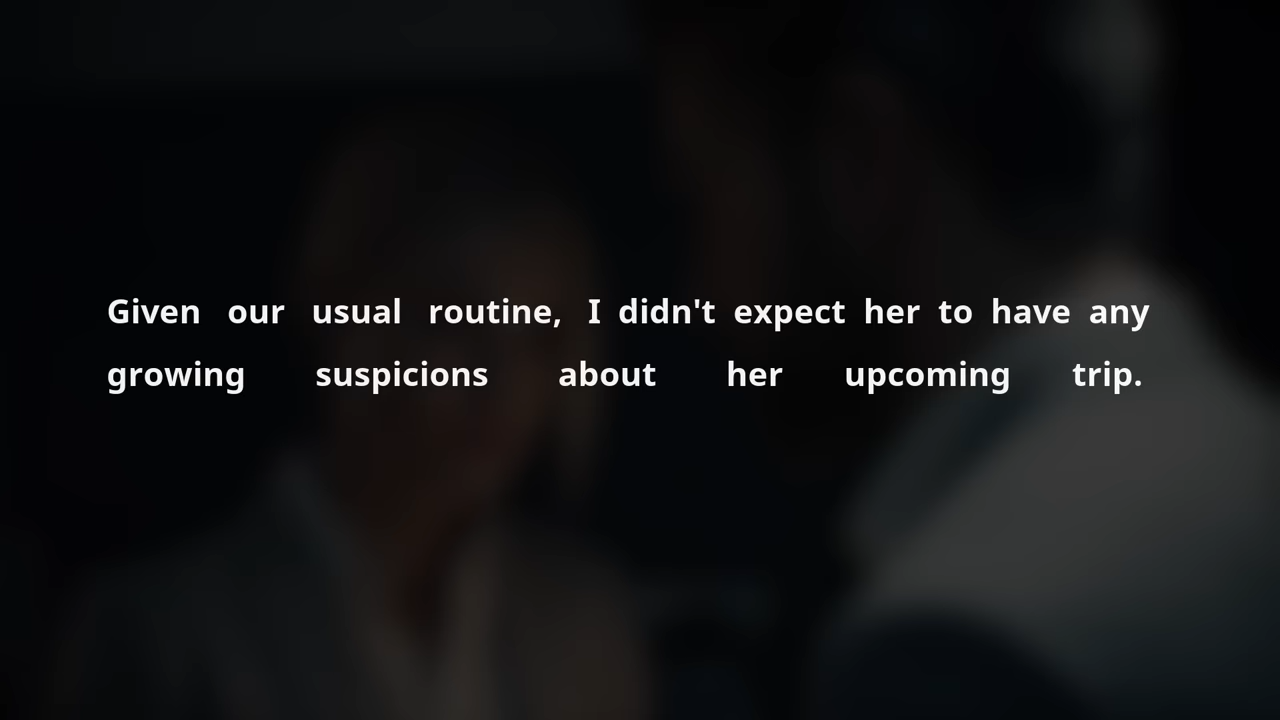 Given our usual routine, I didn't expect her to have any
growing suspicions about her upcoming trip.